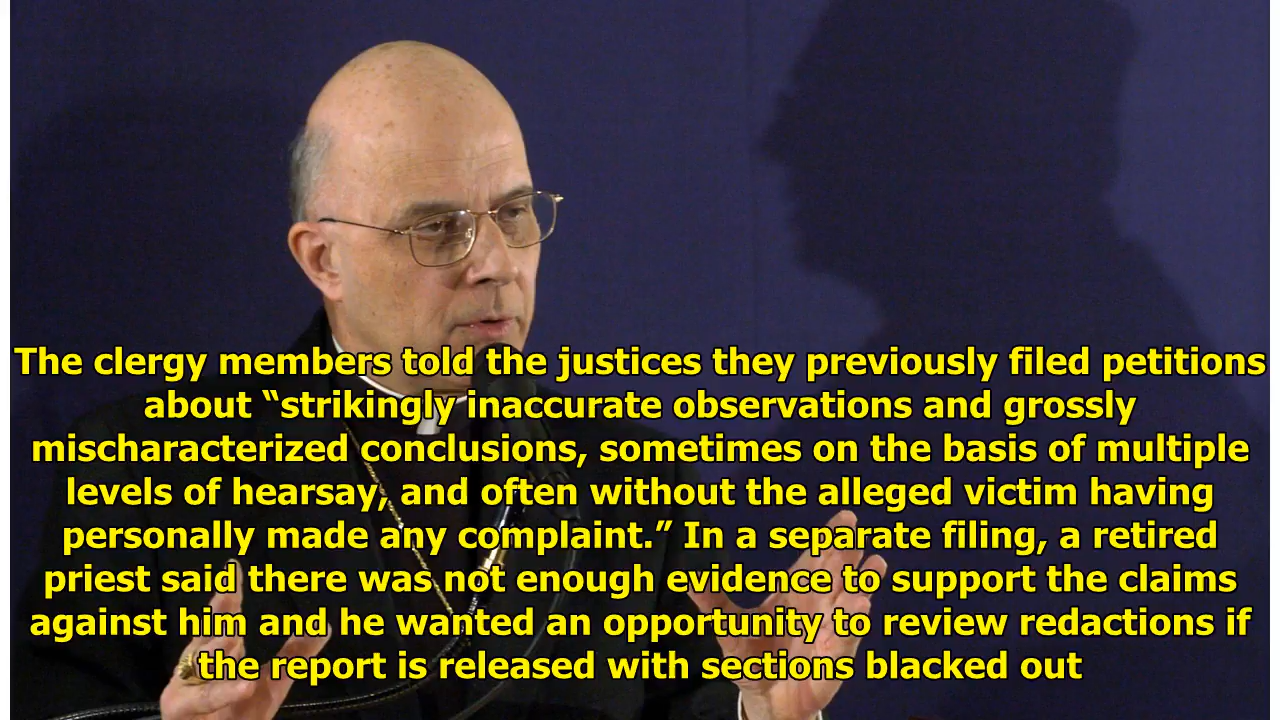 The clergy members told the justices they previously filed petitions
about “strikingly inaccurate observations and grossly
mischaracterized conclusions, sometimes on the basis of multiple
levels of hearsay, and often without the alleged victim having
personally made any complaint.” In a separate filing, a retired
priest said there was not enough evidence to support the claims
against him and he wanted an opportunity to review redactions if
the report is released with sections blacked out